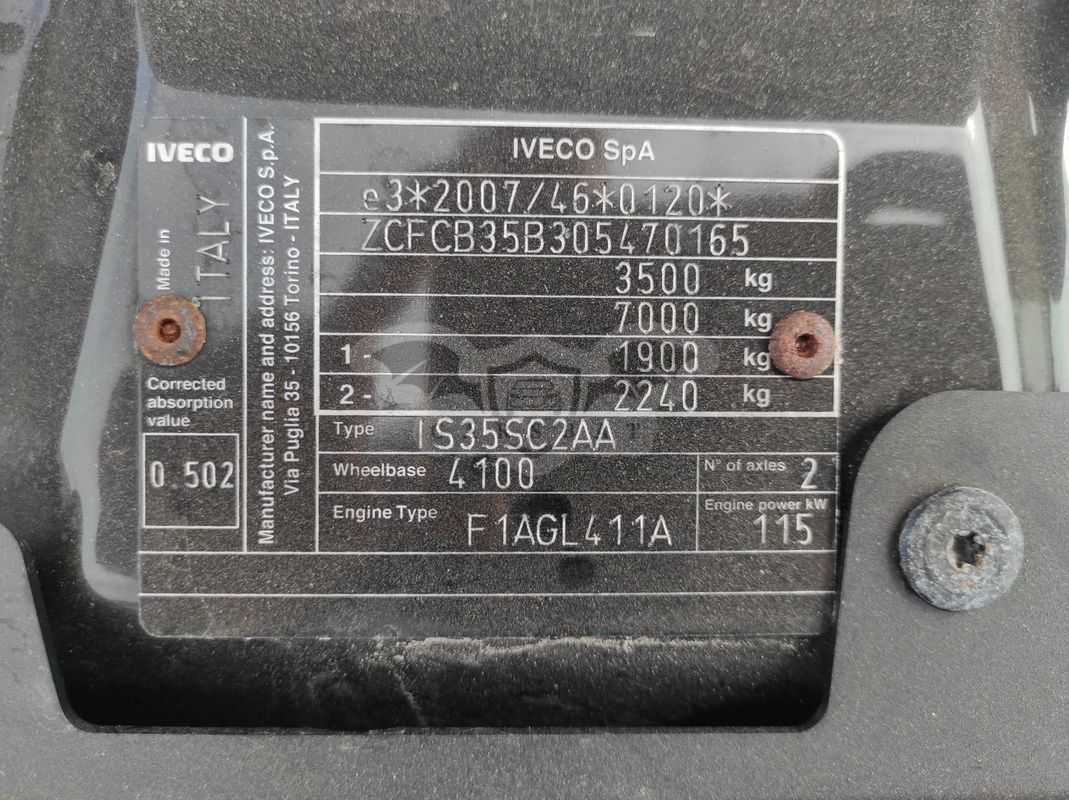 IVECO
Made in ITALY
Corrected
absorption
value
0.502
Manufacturer name and address: IVECO S.p.A.
Via Puglia 35 - 10156 Torino - ITALY
IVECO SpA
e3*2007/46*0120*
ZCFCB35B305470165
3500 kg
7000 kg
1 - 1900 kg
2 - 2240 kg
Type IS35SC2AA
Wheelbase 4100
N° of axles 2
Engine Type F1AGL411A
Engine power kW
115